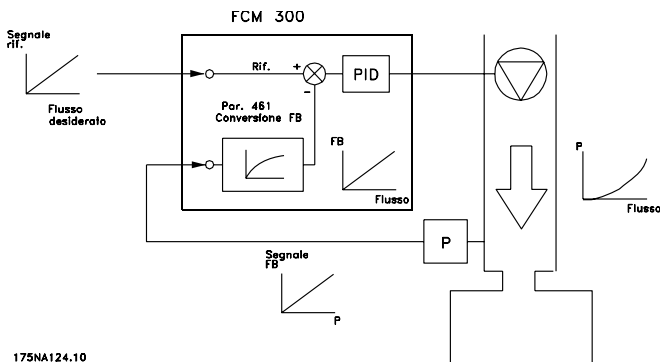 FCM 300
Segnale
rif.
Flusso
desiderato
Rif.
+
-
PID
Par. 461
Conversione FB
FB
Flusso
P
Flusso
P
Segnale
FB
P
175NA124.10